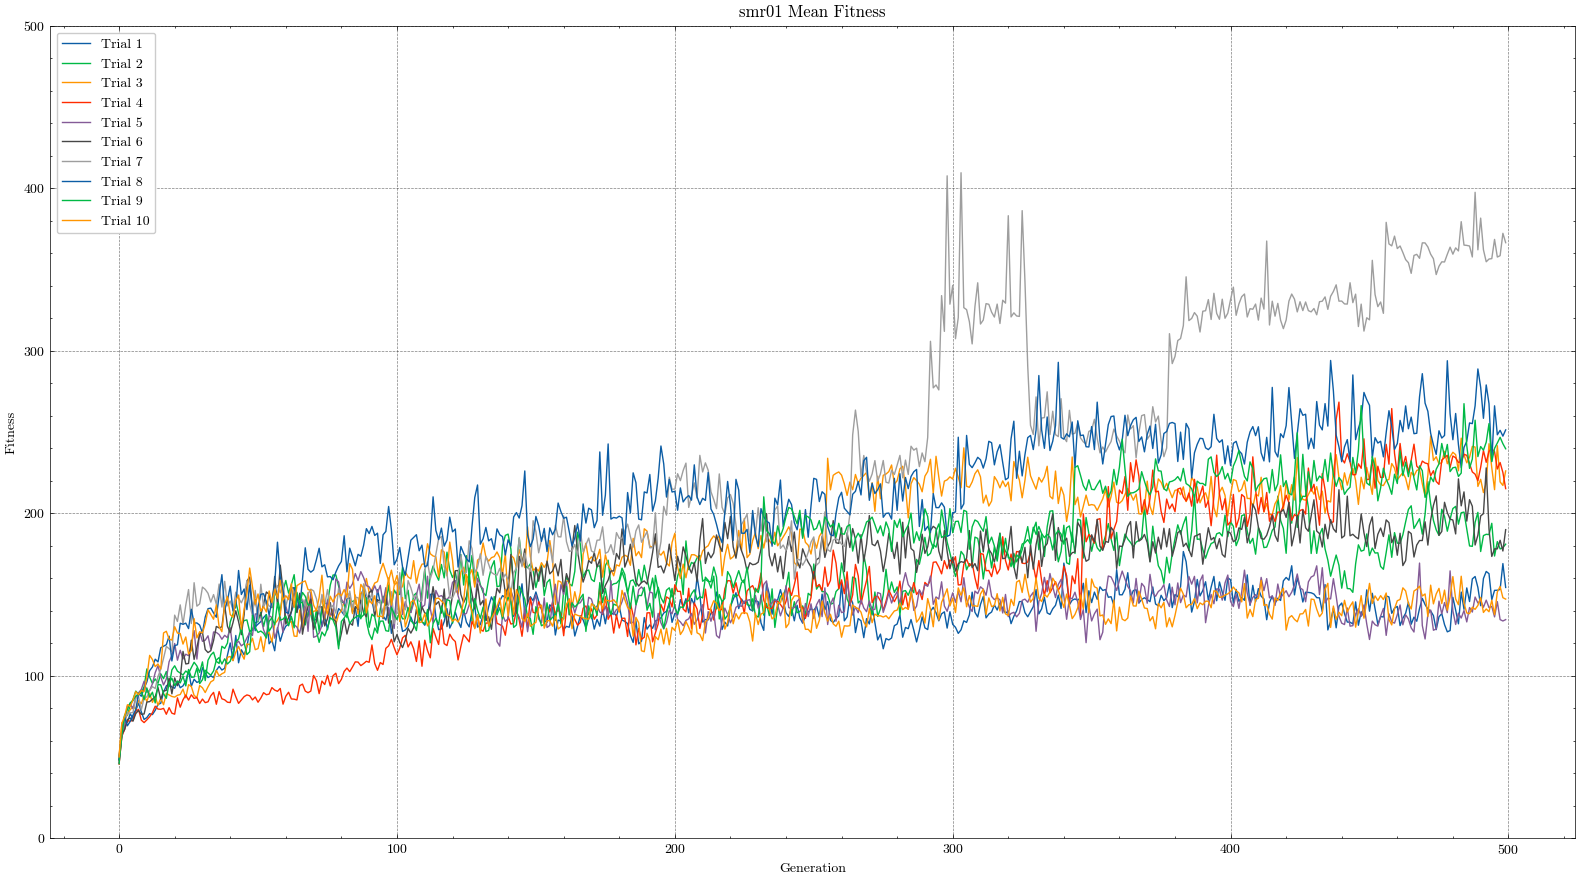 smr01 Mean Fitness
500
400
300
200
100
0
Fitness
Trial 1
Trial 2
Trial 3
Trial 4
Trial 5
Trial 6
Trial 7
Trial 8
Trial 9
Trial 10
0
100
200
300
400
500
Generation